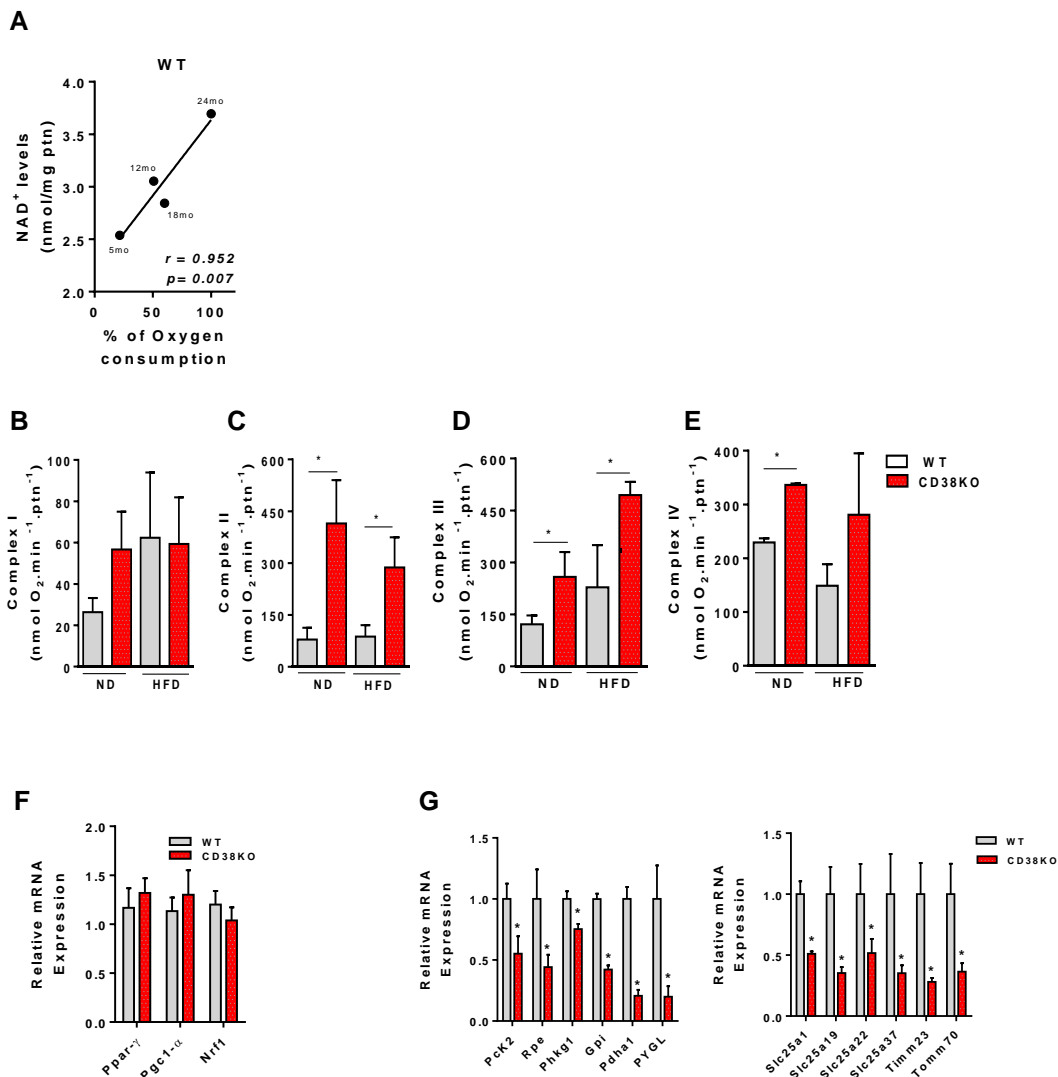 A
WT
4.0
3.5
3.0
2.5
2.0
NAD+ levels
(nmol/mg ptn)
24mo
12mo
18mo
5mo
r = 0.952
p= 0.007
0 50 100
% of Oxygen
consumption
B
Complex I
(nmol O2.min -1.ptn-1)
100
80
60
40
20
0
ND HFD
C
Complex II
(nmol O2.min -1.ptn-1)
600
450
300
150
0
* *
ND HFD
D
Complex III
(nmol O2.min -1.ptn-1)
600
450
300
150
0
* *
ND HFD
E
Complex IV
(nmol O2.min -1.ptn-1)
400
300
200
100
0
*
ND HFD
WT
CD38KO
F
Relative mRNA
Expression
2.0
1.5
1.0
0.5
0.0
WT
CD38KO
Ppar-γ Pgc1-α Nrf1
G
Relative mRNA
Expression
1.5
1.0
0.5
0.0
* * * * * *
PcK2 Rpe Phkg1 Gpi Pdha1 PYGL
Relative mRNA
Expression
1.5
1.0
0.5
0.0
* * * * * *
Slc25a1 Slc25a19 Slc25a22 Slc25a37 Timm23 Tomm70
WT
CD38KO